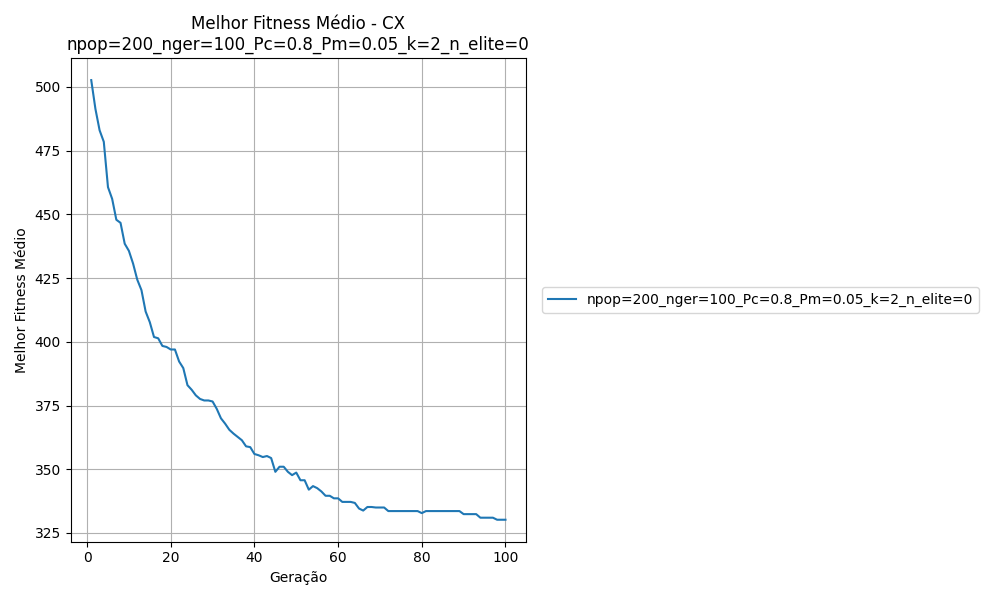 Melhor Fitness Médio - CX
npop=200_nger=100_Pc=0.8_Pm=0.05_k=2_n_elite=0
Melhor Fitness Médio
500
475
450
425
400
375
350
325
0 20 40 60 80 100
Geração
npop=200_nger=100_Pc=0.8_Pm=0.05_k=2_n_elite=0